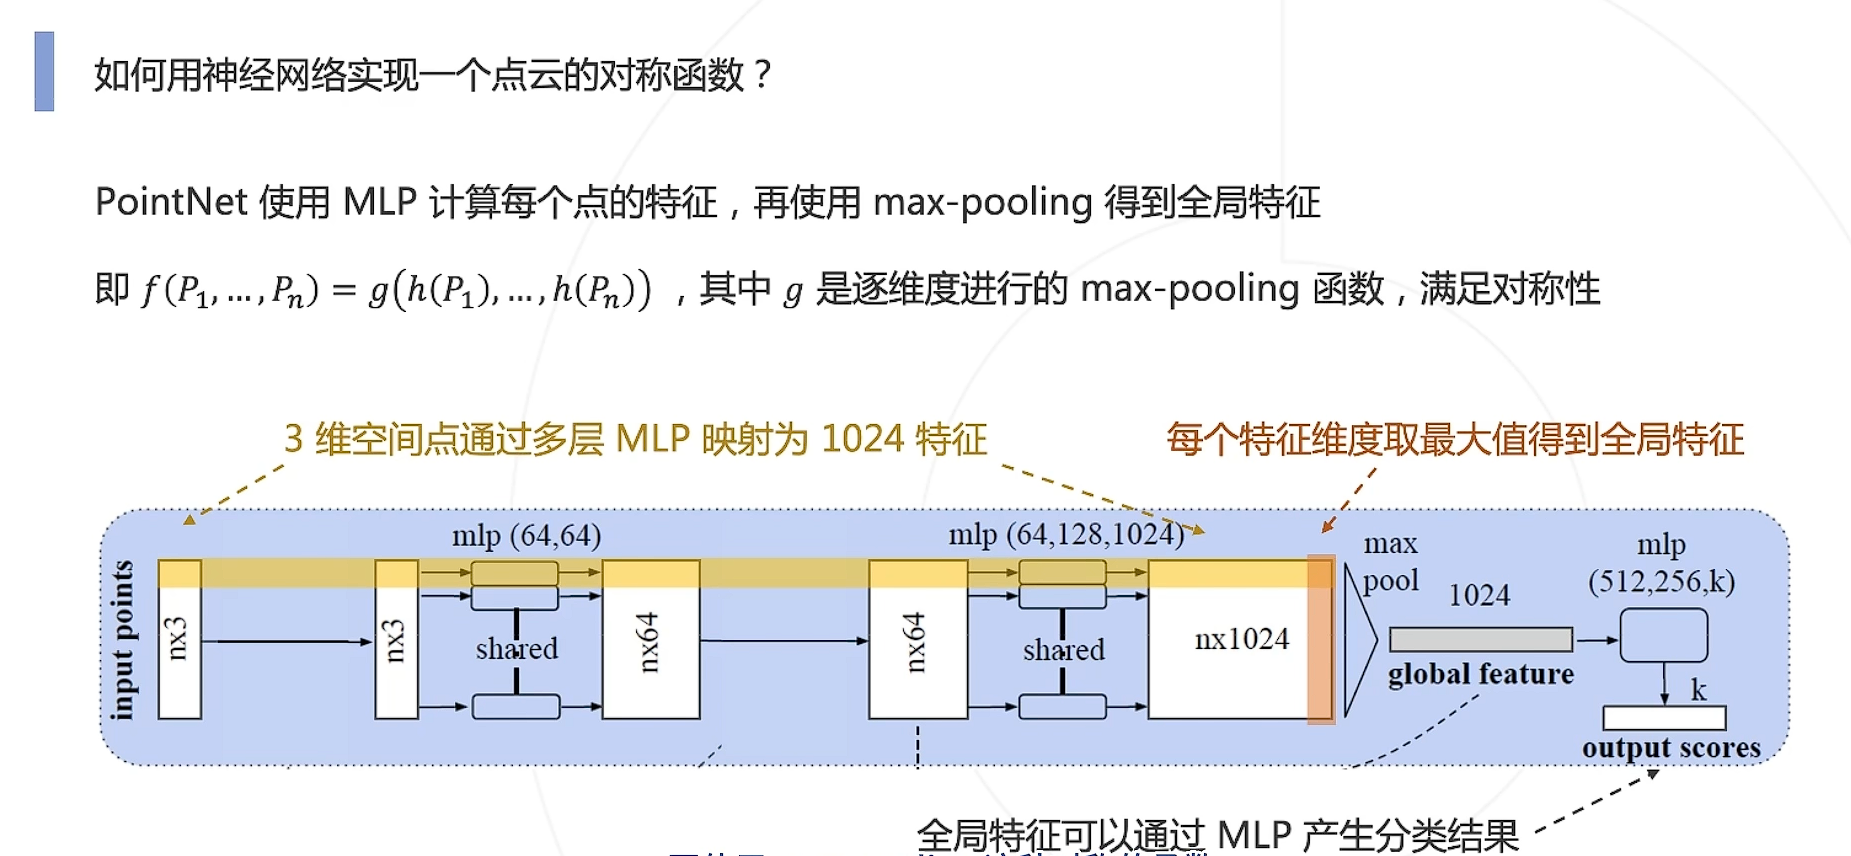 如何用神经网络实现一个点云的对称函数？
PointNet 使用 MLP 计算每个点的特征，再使用 max-pooling 得到全局特征
即 f(P₁, …, Pₙ) = g(h(P₁), …, h(Pₙ)) ，其中 g 是逐维度进行的 max-pooling 函数，满足对称性
3 维空间点通过多层 MLP 映射为 1024 特征
每个特征维度取最大值得到全局特征
input points
nx3
nx3
mlp (64,64)
shared
nx64
nx64
mlp (64,128,1024)
shared
nx1024
max
pool
1024
global feature
mlp
(512,256,k)
k
output scores
全局特征可以通过 MLP 产生分类结果